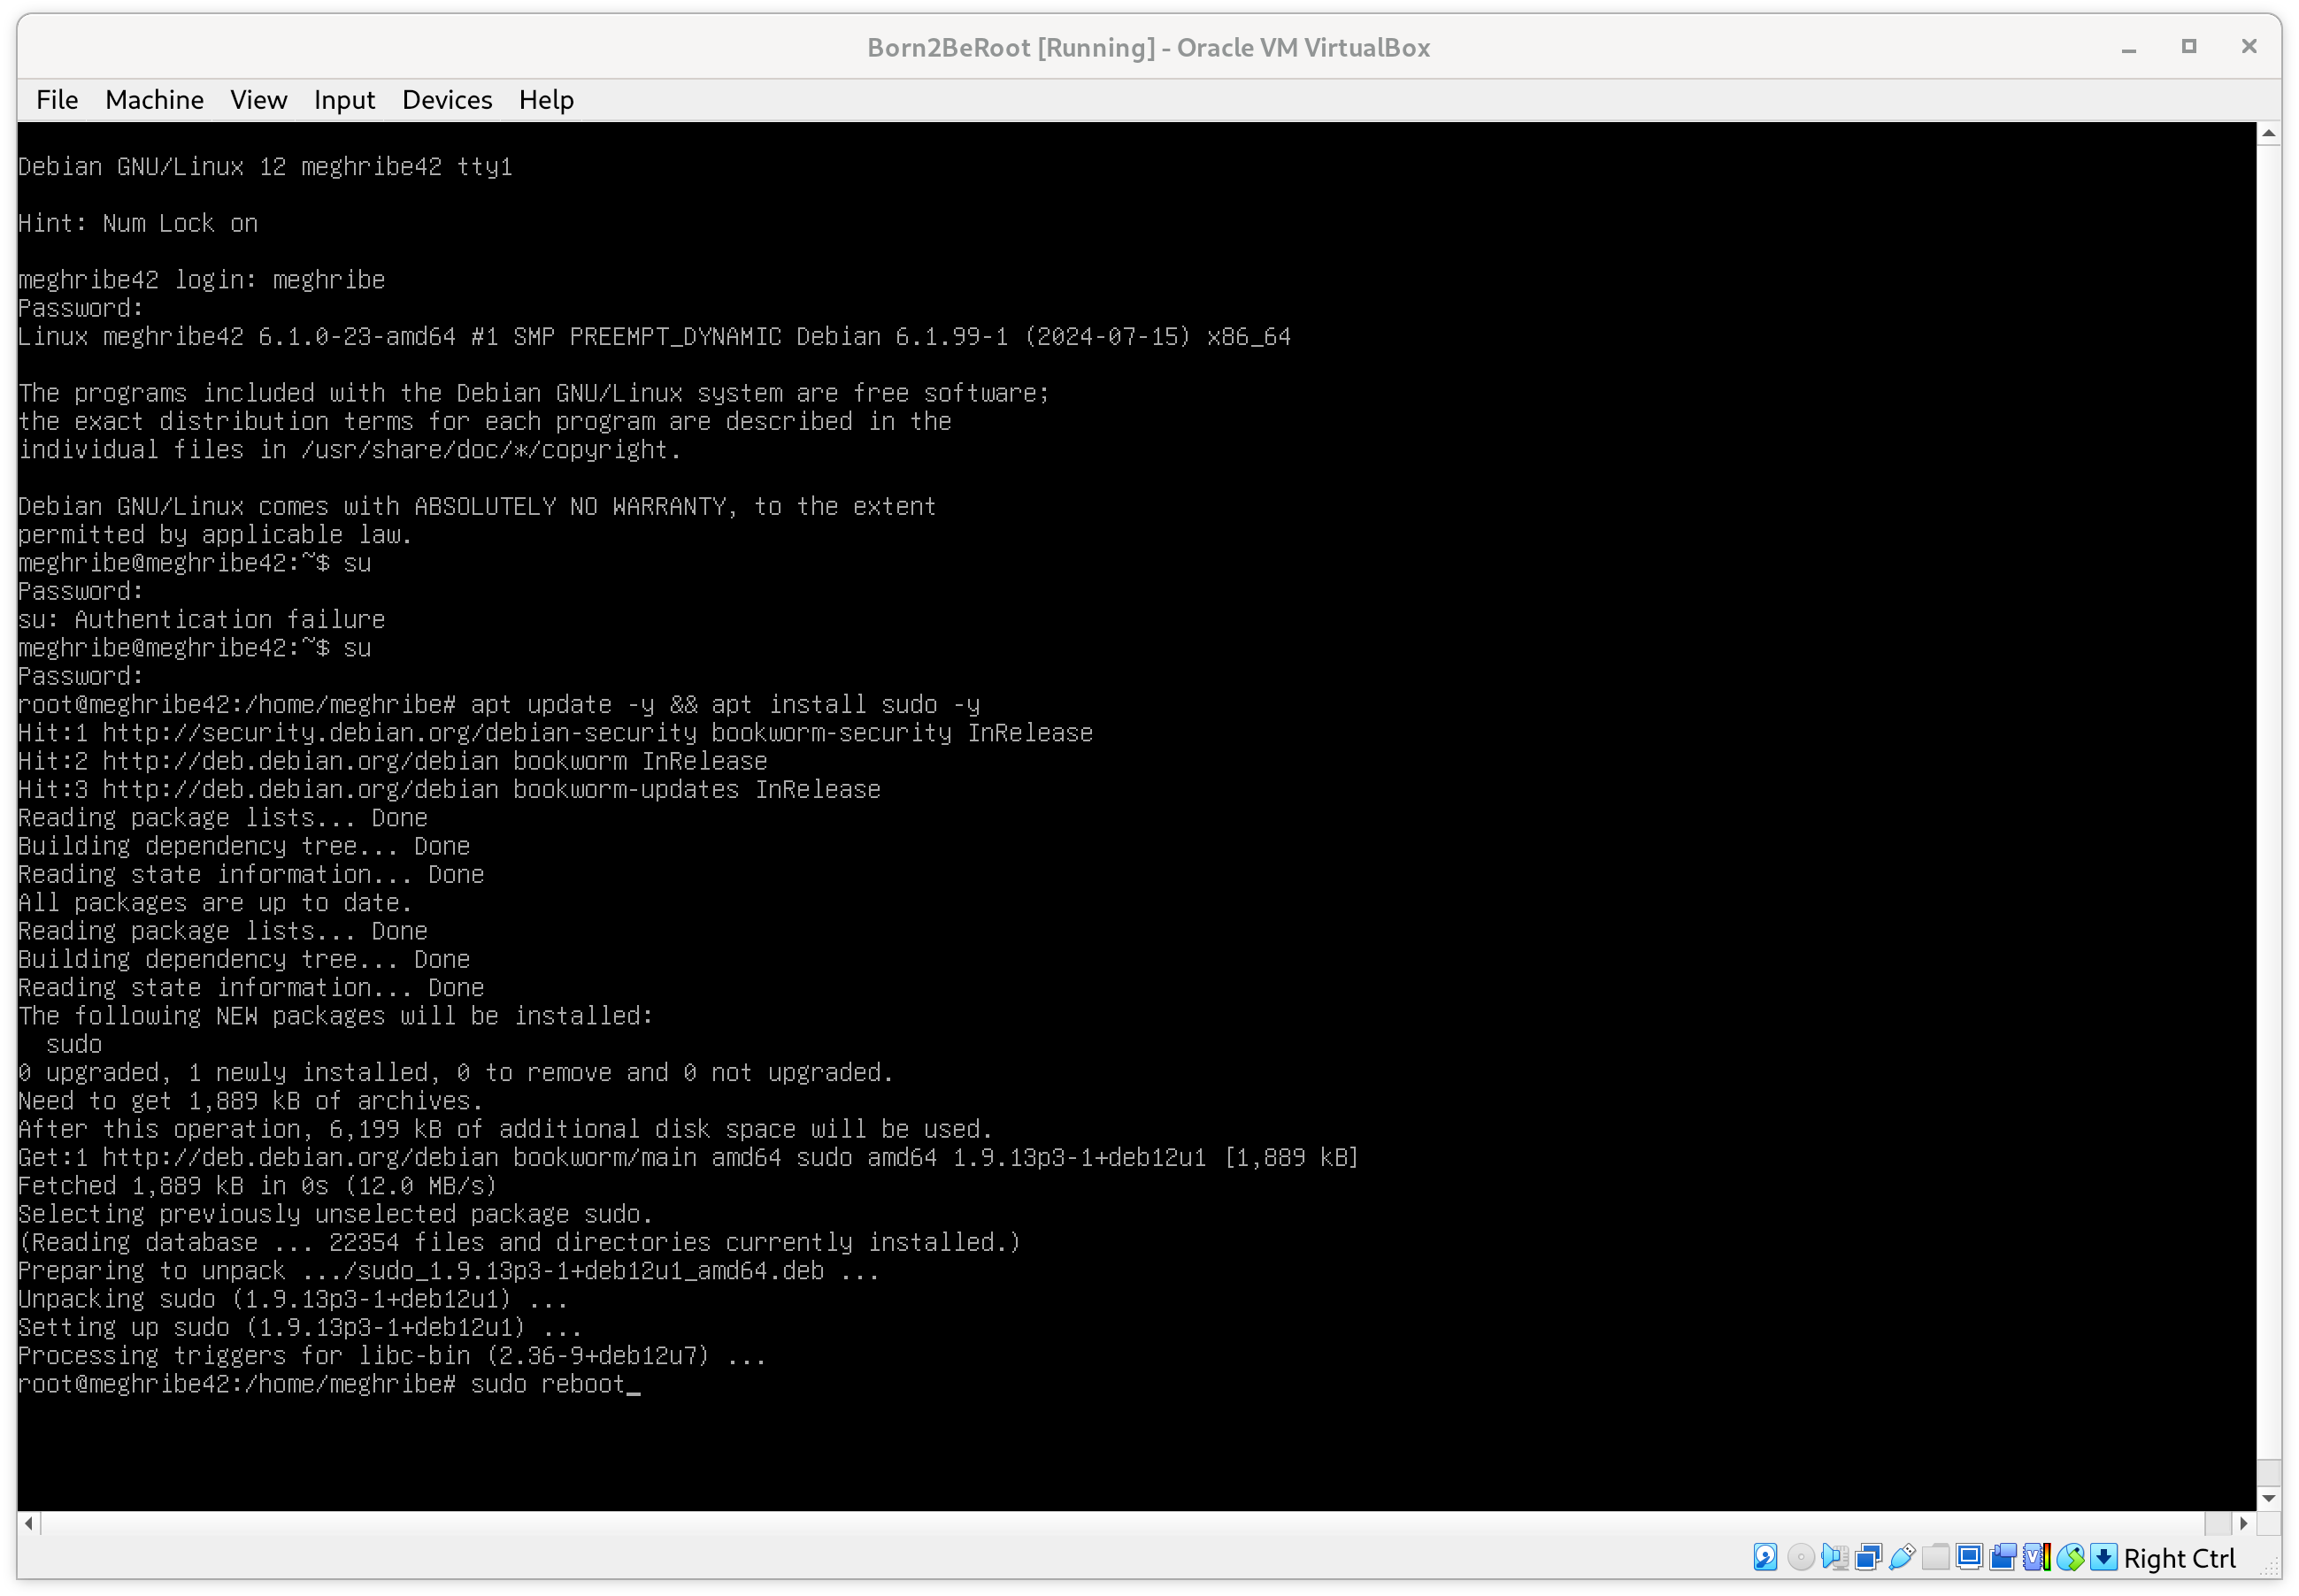 Born2BeRoot [Running] - Oracle VM VirtualBox
File Machine View Input Devices Help
Debian GNU/Linux 12 meghribe42 tty1
Hint: Num Lock on
meghribe42 login: meghribe
Password:
Linux meghribe42 6.1.0-23-amd64 #1 SMP PREEMPT_DYNAMIC Debian 6.1.99-1 (2024-07-15) x86_64
The programs included with the Debian GNU/Linux system are free software;
the exact distribution terms for each program are described in the
individual files in /usr/share/doc/*/copyright.
Debian GNU/Linux comes with ABSOLUTELY NO WARRANTY, to the extent
permitted by applicable law.
meghribe@meghribe42:~$ su
Password:
su: Authentication failure
meghribe@meghribe42:~$ su
Password:
root@meghribe42:/home/meghribe# apt update -y && apt install sudo -y
Hit:1 http://security.debian.org/debian-security bookworm-security InRelease
Hit:2 http://deb.debian.org/debian bookworm InRelease
Hit:3 http://deb.debian.org/debian bookworm-updates InRelease
Reading package lists... Done
Building dependency tree... Done
Reading state information... Done
All packages are up to date.
Reading package lists... Done
Building dependency tree... Done
Reading state information... Done
The following NEW packages will be installed:
  sudo
0 upgraded, 1 newly installed, 0 to remove and 0 not upgraded.
Need to get 1,889 kB of archives.
After this operation, 6,199 kB of additional disk space will be used.
Get:1 http://deb.debian.org/debian bookworm/main amd64 sudo amd64 1.9.13p3-1+deb12u1 [1,889 kB]
Fetched 1,889 kB in 0s (12.0 MB/s)
Selecting previously unselected package sudo.
(Reading database ... 22354 files and directories currently installed.)
Preparing to unpack .../sudo_1.9.13p3-1+deb12u1_amd64.deb ...
Unpacking sudo (1.9.13p3-1+deb12u1) ...
Setting up sudo (1.9.13p3-1+deb12u1) ...
Processing triggers for libc-bin (2.36-9+deb12u7) ...
root@meghribe42:/home/meghribe# sudo reboot_
Right Ctrl